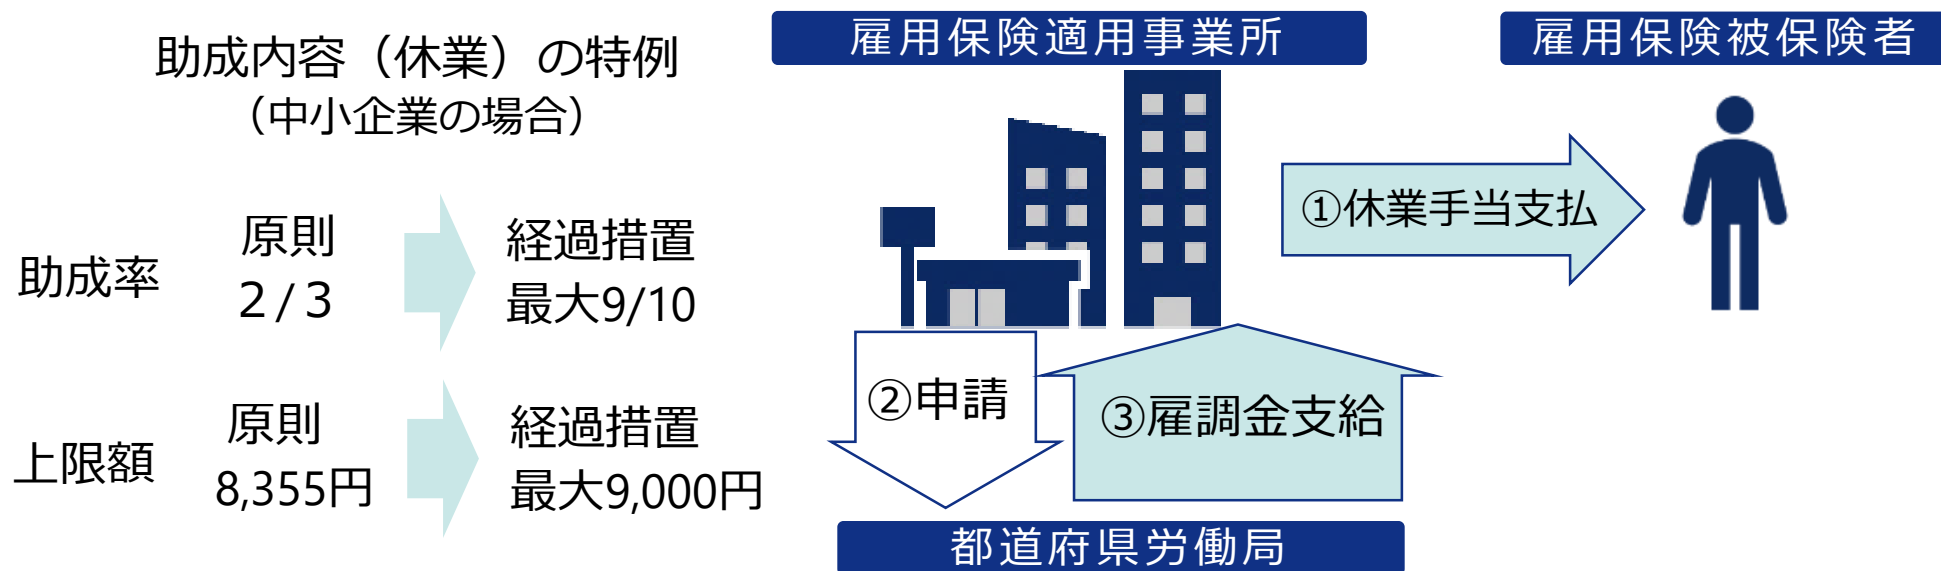 助成内容（休業）の特例
（中小企業の場合）
助成率
原則
２/３
経過措置
最大9/10
上限額
原則
8,355円
経過措置
最大9,000円
雇用保険適用事業所
雇用保険被保険者
①休業手当支払
②申請
③雇調金支給
都道府県労働局